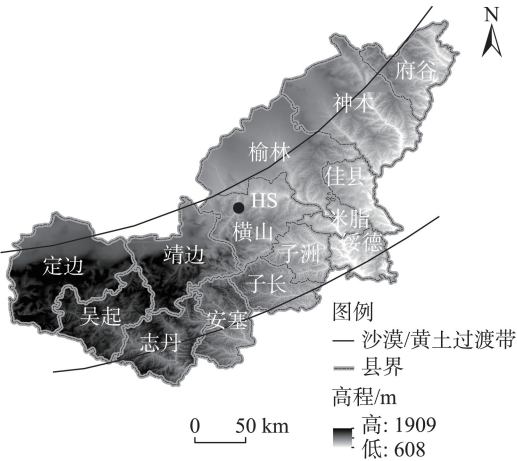 N
府谷
神木
榆林
佳县
HS
米脂
横山
绥德
子洲
靖边
定边
子长
吴起
安塞
志丹
图例
沙漠/黄土过渡带
县界
高程/m
高: 1909
低: 608
0 50 km